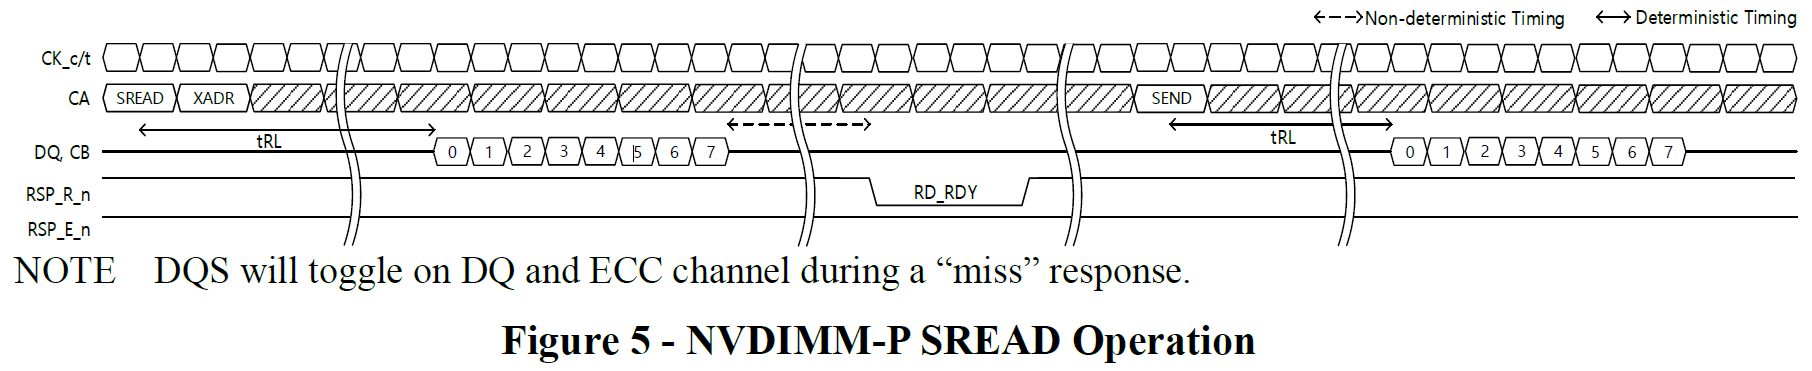 Non-deterministic Timing Deterministic Timing
CK_c/t
CA SREAD XADR SEND
tRL tRL
DQ, CB 0 1 2 3 4 5 6 7 0 1 2 3 4 5 6 7
RSP_R_n RD_RDY
RSP_E_n
NOTE DQS will toggle on DQ and ECC channel during a “miss” response.
Figure 5 - NVDIMM-P SREAD Operation